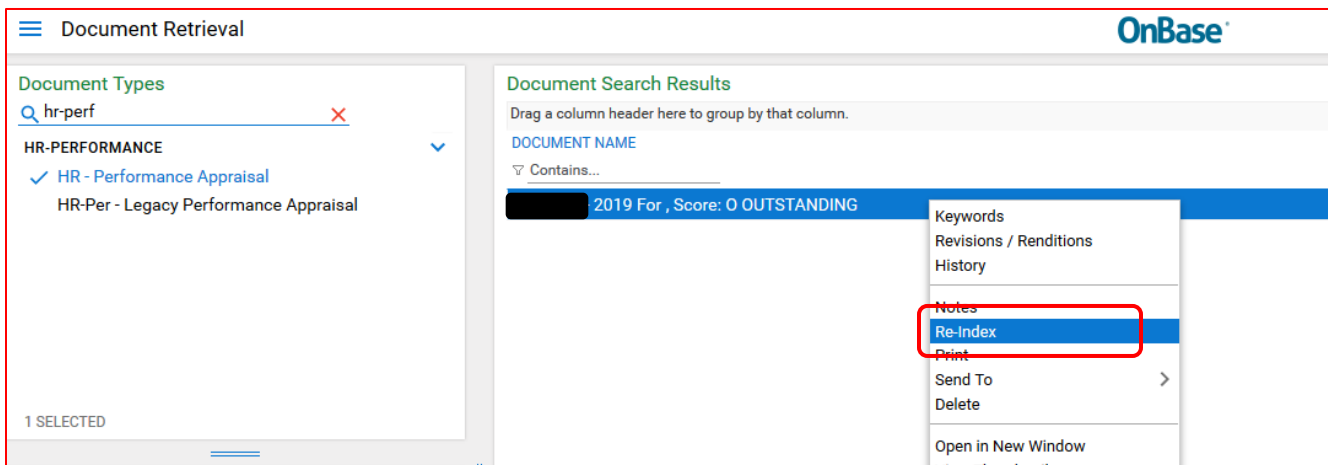 Document Retrieval
OnBase
Document Types
hr-perf
HR-PERFORMANCE
HR - Performance Appraisal
HR-Per - Legacy Performance Appraisal
1 SELECTED
Document Search Results
Drag a column header here to group by that column.
DOCUMENT NAME
Contains...
2019 For , Score: O OUTSTANDING
Keywords
Revisions / Renditions
History
Notes
Re-Index
Print
Send To
Delete
Open in New Window